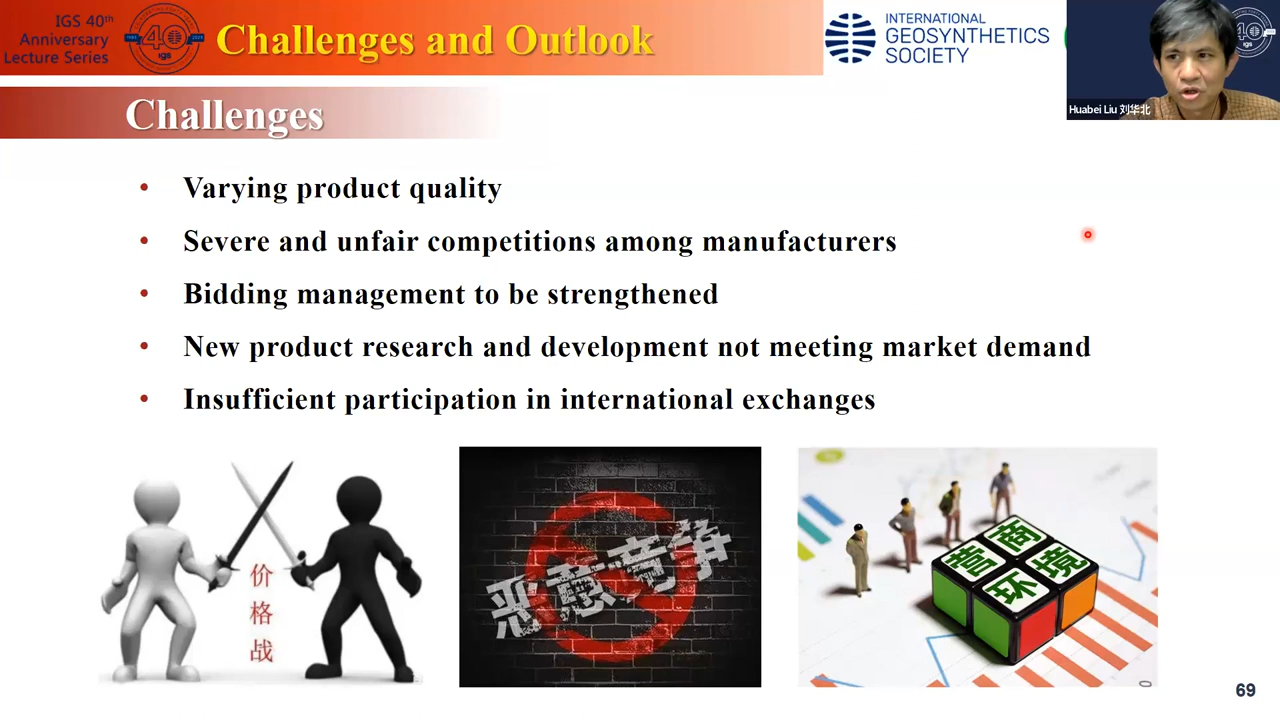 IGS 40th
Anniversary
Lecture Series
40
igs
Challenges and Outlook
INTERNATIONAL
GEOSYNTHETICS
SOCIETY
40
Huabei Liu 刘华北
Challenges
• Varying product quality
• Severe and unfair competitions among manufacturers
• Bidding management to be strengthened
• New product research and development not meeting market demand
• Insufficient participation in international exchanges
价
格
战
恶意竞争
营商
环境
69